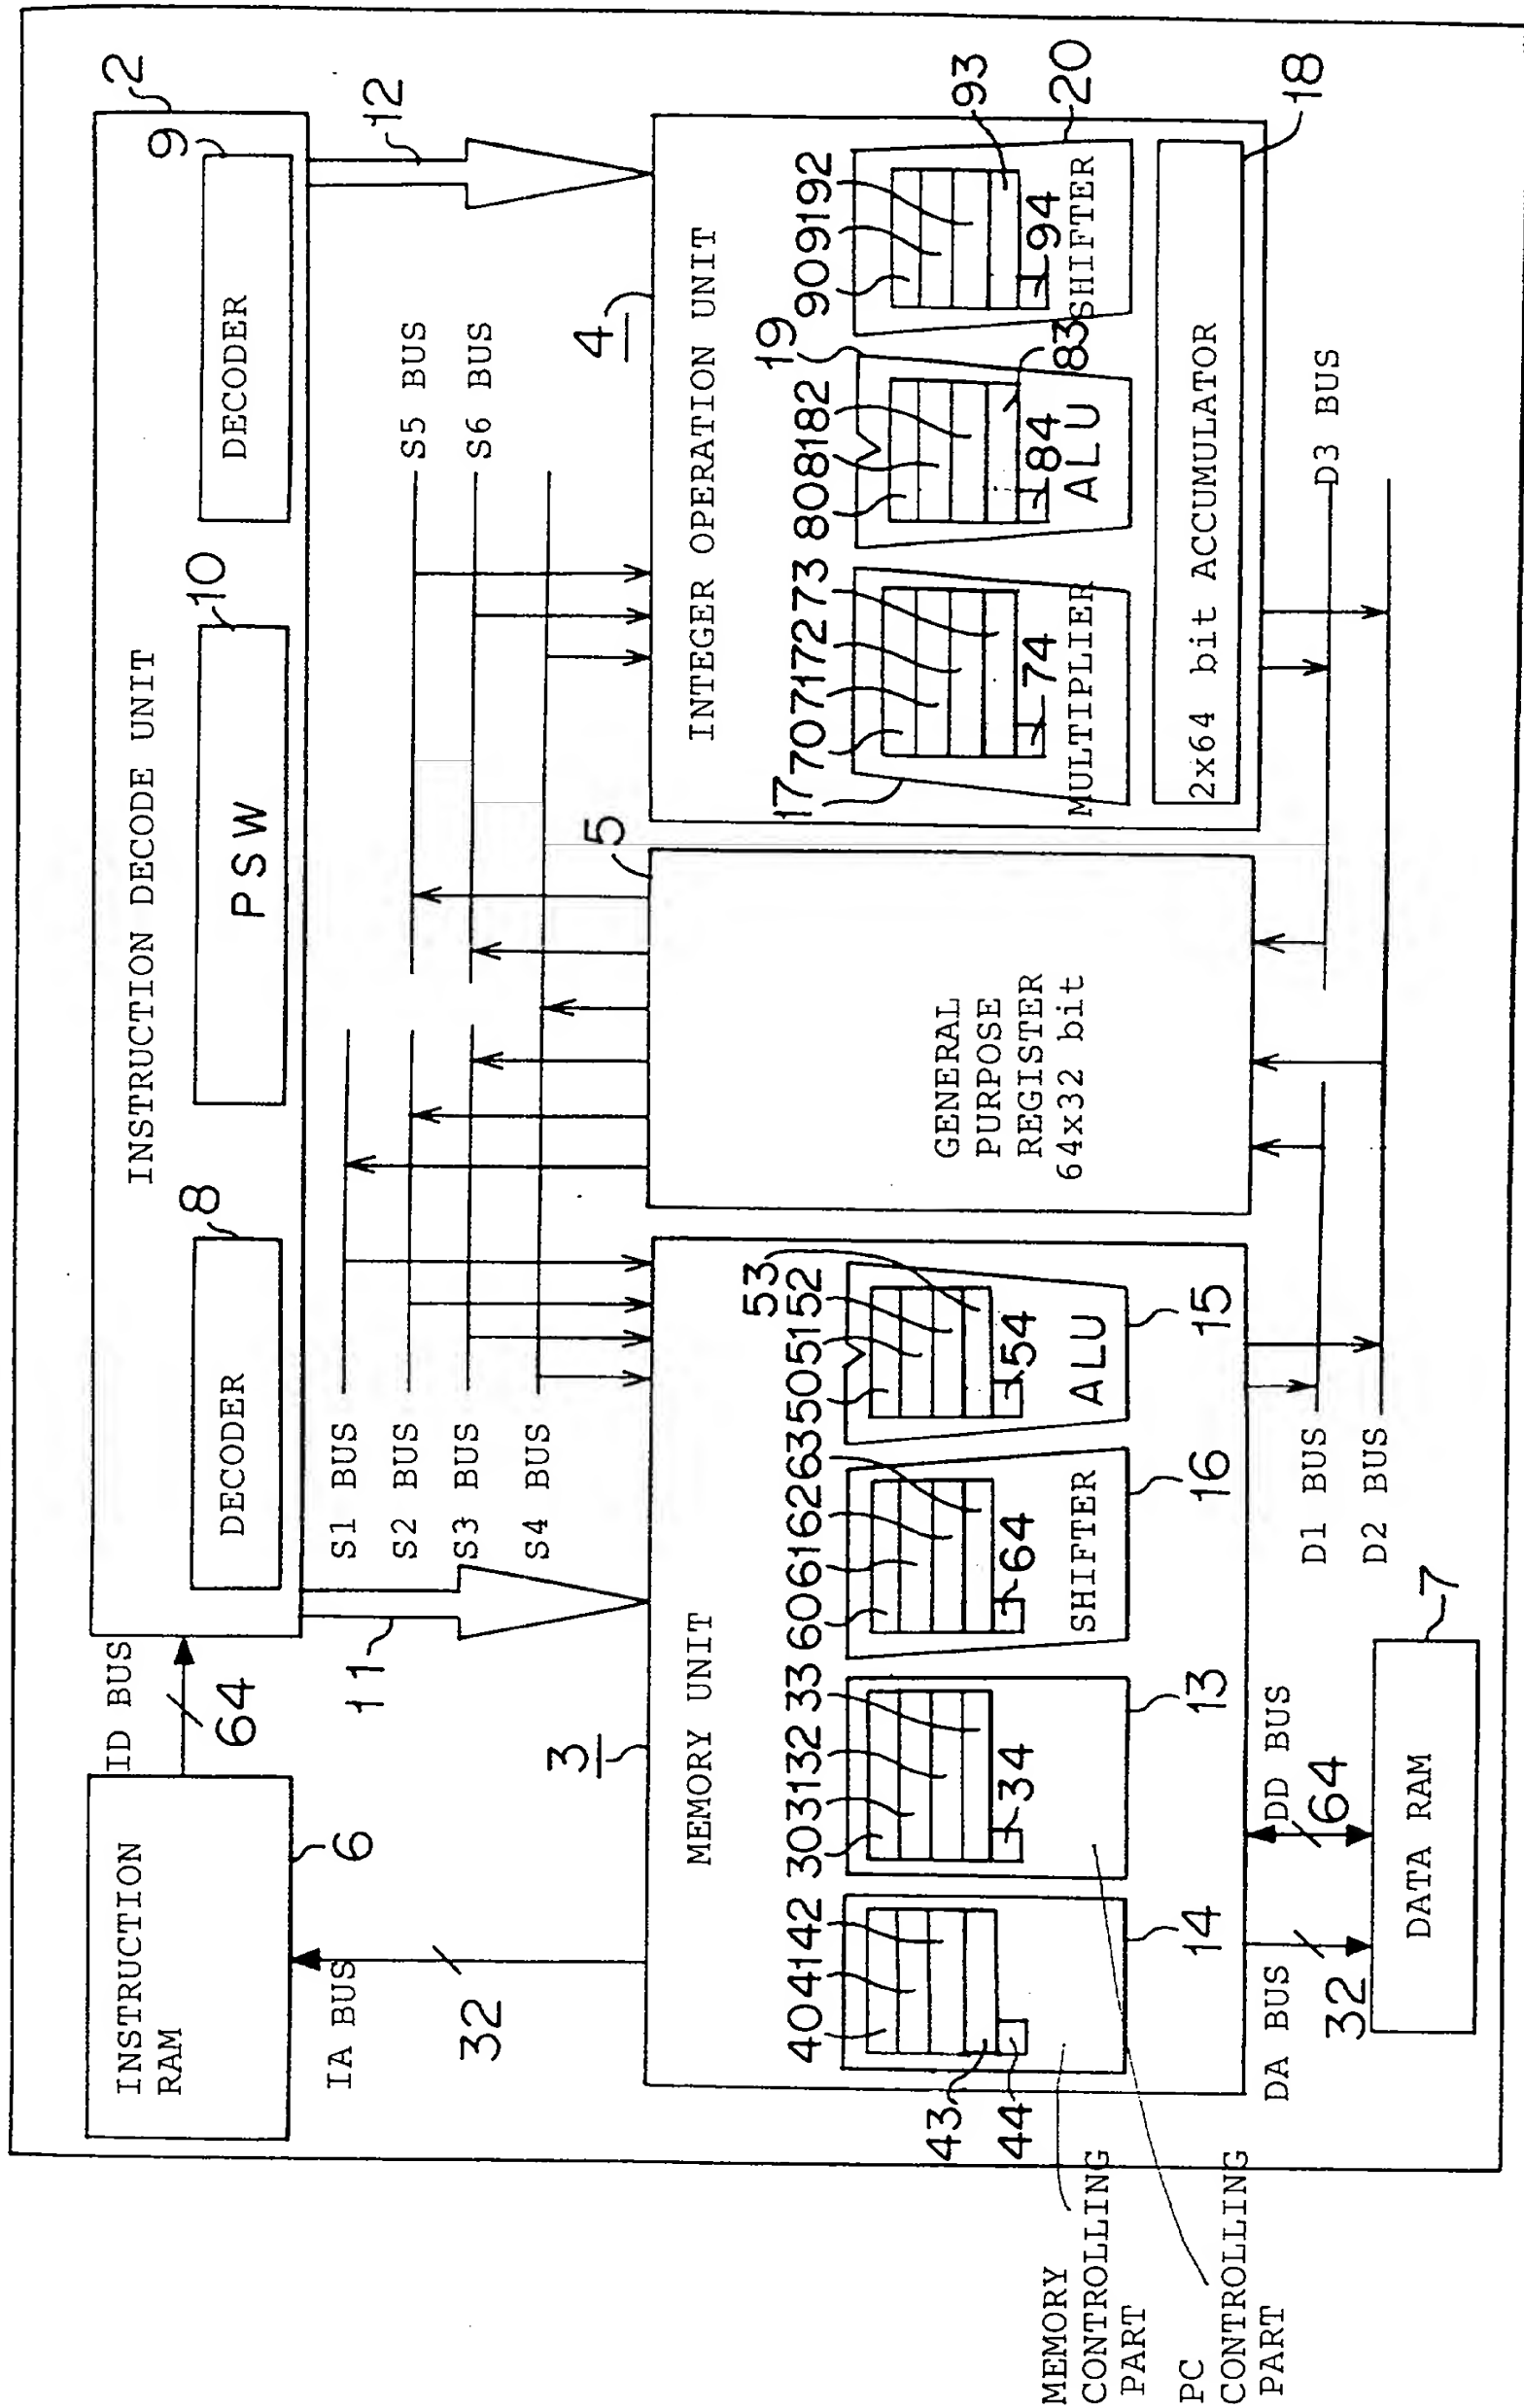 INSTRUCTION
RAM
6
ID BUS
64
IA BUS
32
INSTRUCTION DECODE UNIT
2
DECODER
8
PSW
10
DECODER
9
11
12
S1 BUS
S2 BUS
S3 BUS
S4 BUS
S5 BUS
S6 BUS
MEMORY UNIT
3
40 41 42
43
44
14
30 31 32 33
34
13
60 61 62 63
64
SHIFTER
16
50 51 52
53
54
ALU
15
GENERAL
PURPOSE
REGISTER
64x32 bit
5
INTEGER OPERATION UNIT
4
17
70 71 72 73
74
MULTIPLIER
19
80 81 82
83
84
ALU
90 91 92
93
94
SHIFTER
20
2x64 bit ACCUMULATOR
18
D1 BUS
D2 BUS
D3 BUS
DA BUS
32
DD BUS
64
DATA RAM
7
MEMORY
CONTROLLING
PART
PC
CONTROLLING
PART